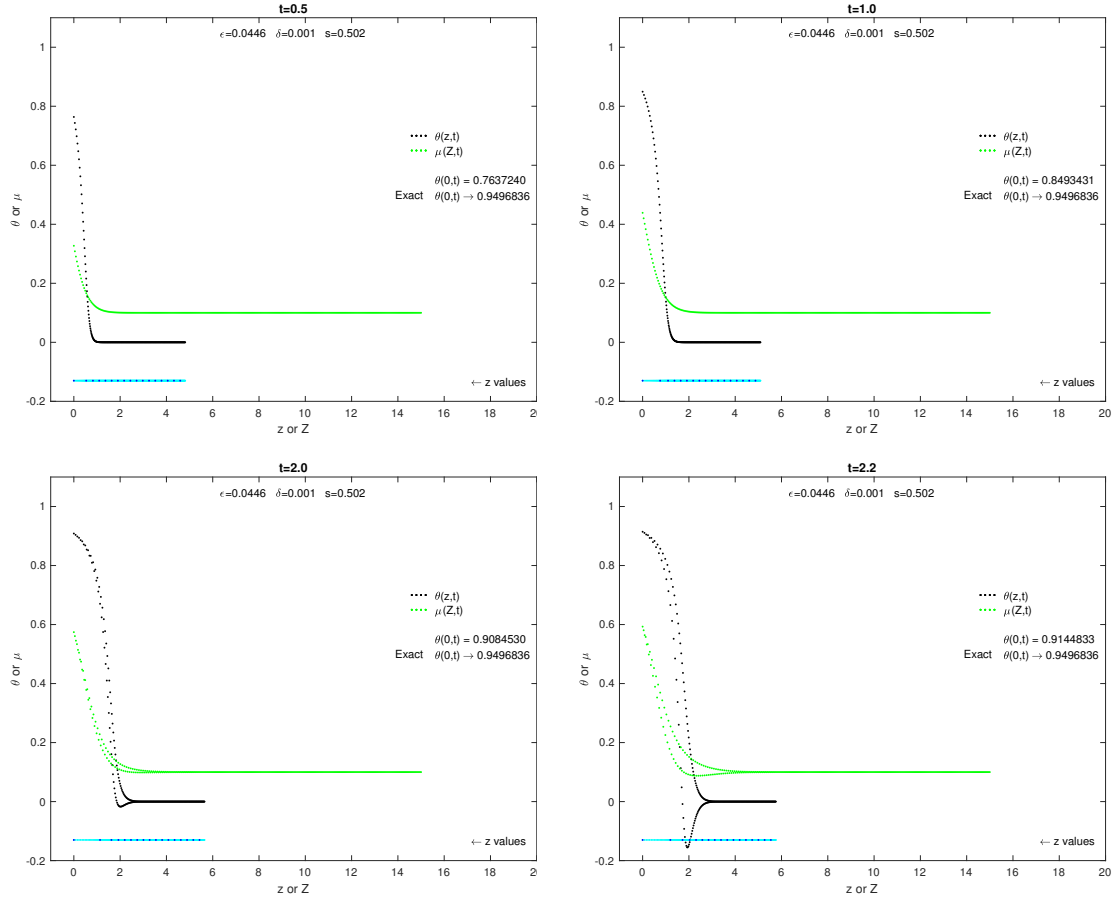 t=0.5
ϵ=0.0446 δ=0.001 s=0.502
θ(z,t)
μ(Z,t)
θ(0,t) = 0.7637240
Exact θ(0,t) → 0.9496836
← z values
θ or μ
1
0.8
0.6
0.4
0.2
0
-0.2
0 2 4 6 8 10 12 14 16 18 20
z or Z
t=1.0
ϵ=0.0446 δ=0.001 s=0.502
θ(z,t)
μ(Z,t)
θ(0,t) = 0.8493431
Exact θ(0,t) → 0.9496836
← z values
θ or μ
1
0.8
0.6
0.4
0.2
0
-0.2
0 2 4 6 8 10 12 14 16 18 20
z or Z
t=2.0
ϵ=0.0446 δ=0.001 s=0.502
θ(z,t)
μ(Z,t)
θ(0,t) = 0.9084530
Exact θ(0,t) → 0.9496836
← z values
θ or μ
1
0.8
0.6
0.4
0.2
0
-0.2
0 2 4 6 8 10 12 14 16 18 20
z or Z
t=2.2
ϵ=0.0446 δ=0.001 s=0.502
θ(z,t)
μ(Z,t)
θ(0,t) = 0.9144833
Exact θ(0,t) → 0.9496836
← z values
θ or μ
1
0.8
0.6
0.4
0.2
0
-0.2
0 2 4 6 8 10 12 14 16 18 20
z or Z